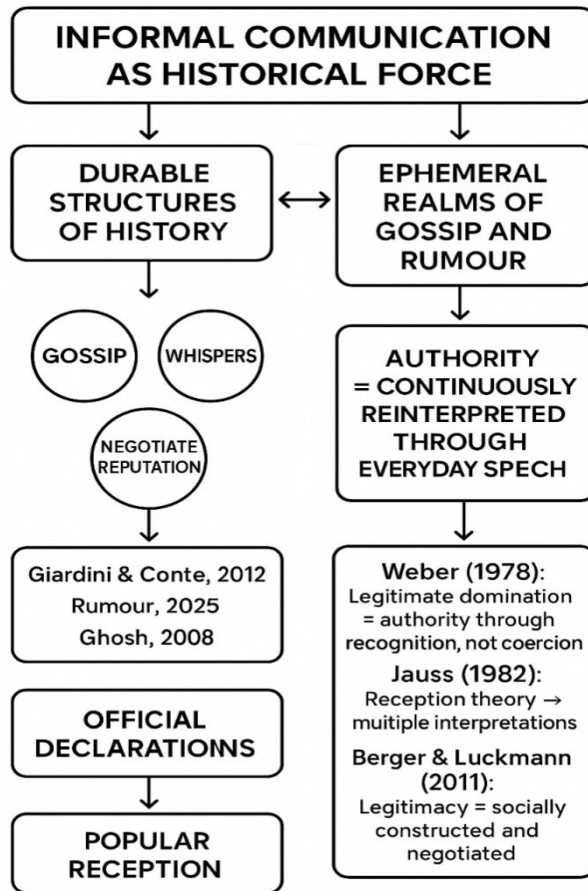 INFORMAL COMMUNICATION
AS HISTORICAL FORCE
DURABLE
STRUCTURES
OF HISTORY
GOSSIP
WHISPERS
NEGOTIATE
REPUTATION
Giardini & Conte, 2012
Rumour, 2025
Ghosh, 2008
OFFICIAL
DECLARATIONNS
POPULAR
RECEPTION
EPHEMERAL
REALMS OF
GOSSIP AND
RUMOUR
AUTHORITY
= CONTINUOUSLY
REINTERPRETED
THROUGH
EVERYDAY SPECH
Weber (1978):
Legitimate domination
= authority through
recognition, not coercion
Jauss (1982):
Reception theory →
muitiple interpretations
Berger & Luckmann
(2011):
Legitimacy = socially
constructed and
negotiated